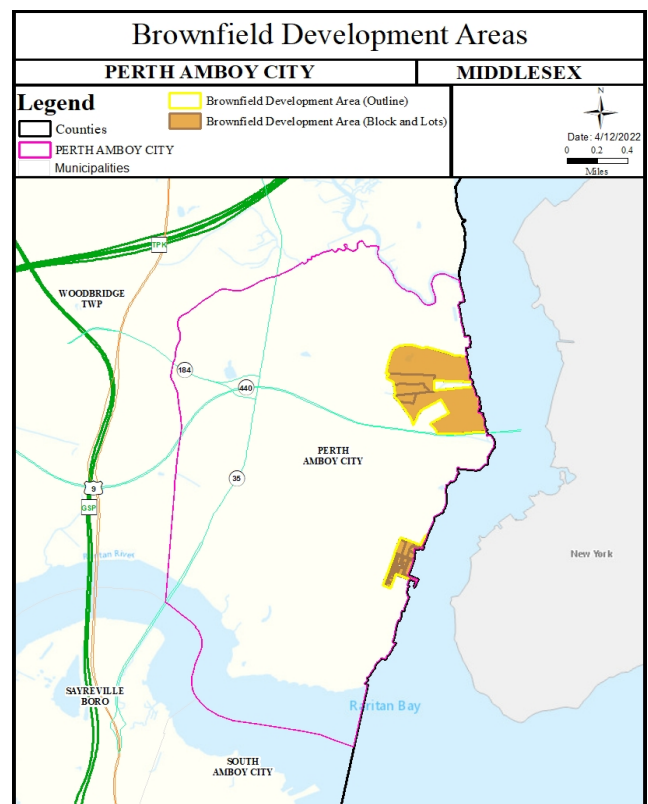 Brownfield Development Areas
PERTH AMBOY CITY
MIDDLESEX
Legend
Counties
PERTH AMBOY CITY
Municipalities
Brownfield Development Area (Outline)
Brownfield Development Area (Block and Lots)
N
Date: 4/12/2022
0 0.2 0.4
Miles
TPK
WOODBRIDGE
TWP
184
440
PERTH
AMBOY CITY
35
9
GSP
Raritan River
New York
SAYREVILLE
BORO
Raritan Bay
SOUTH
AMBOY CITY